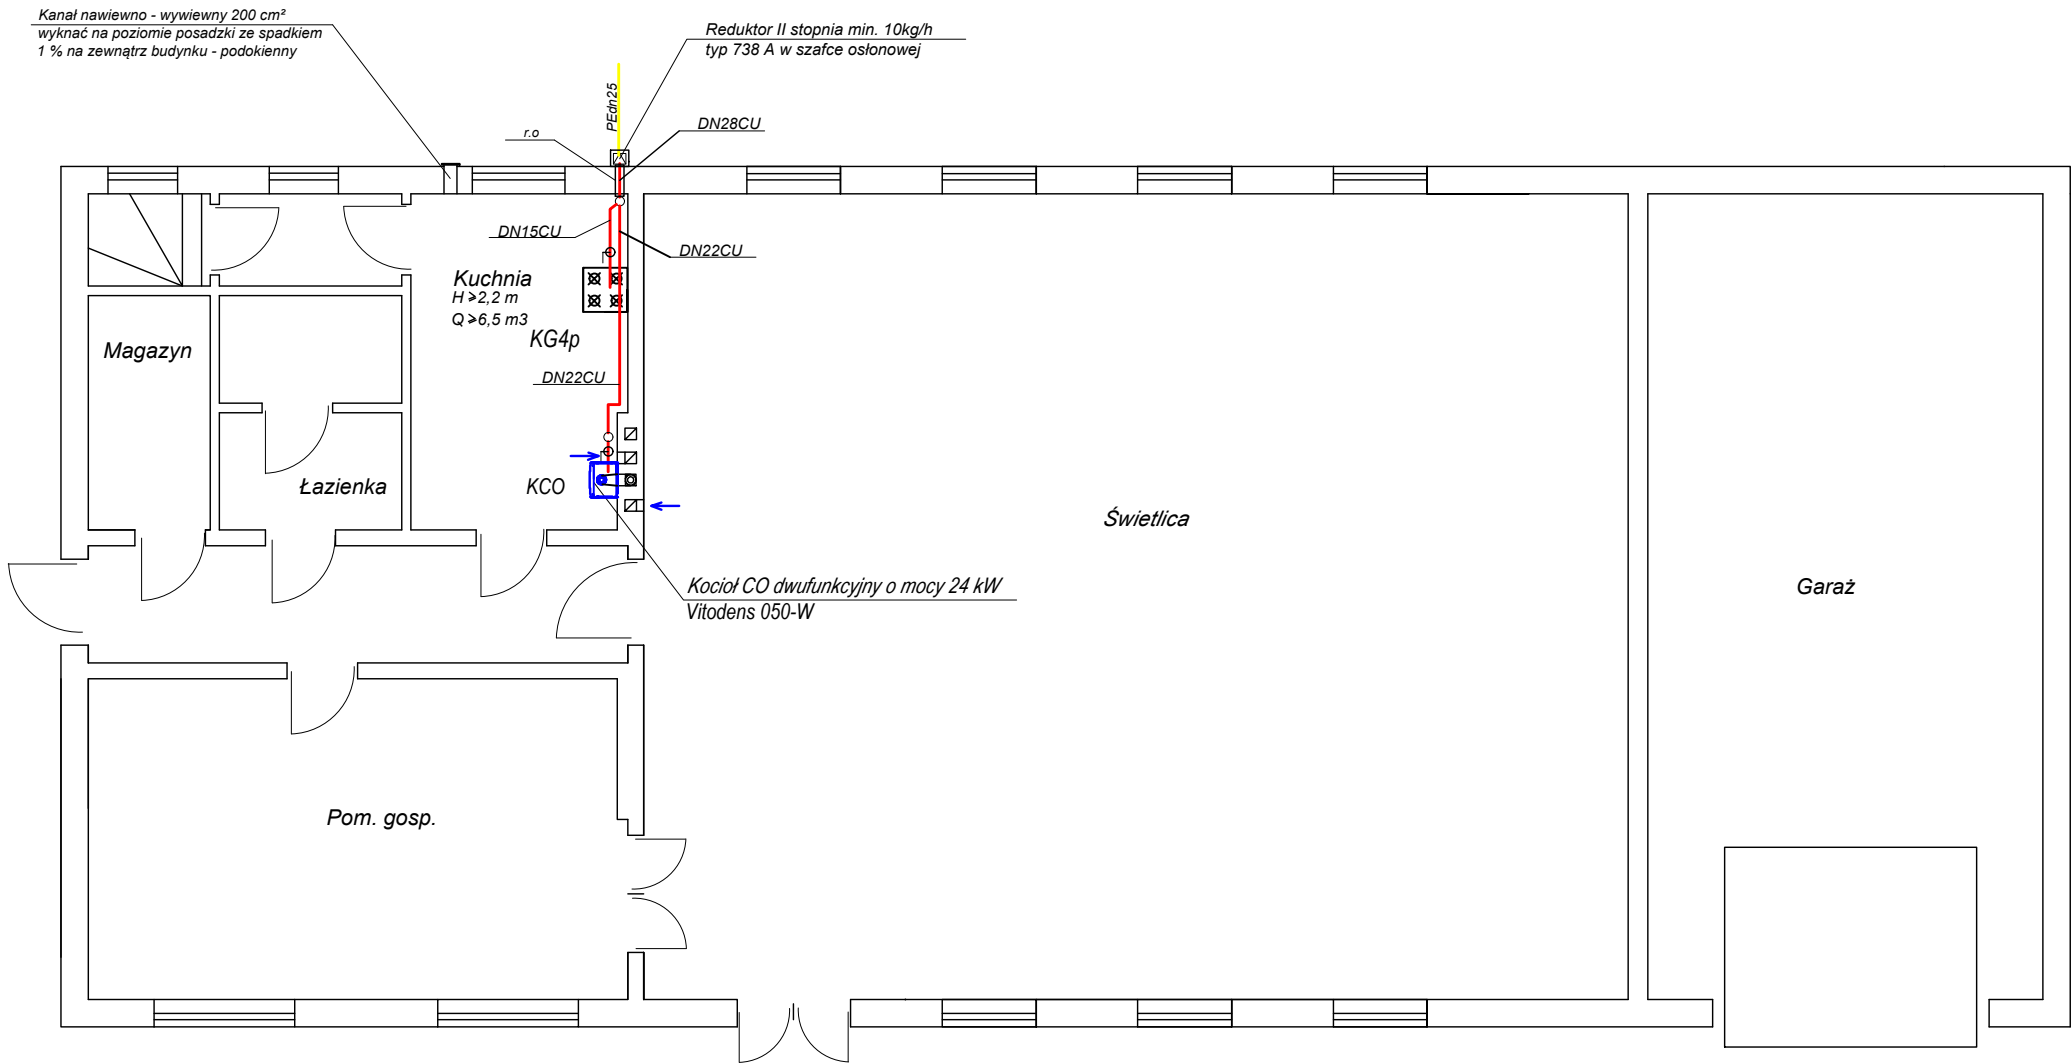 Kanał nawiewno - wywiewny 200 cm²
wyknać na poziomie posadzki ze spadkiem
1 % na zewnątrz budynku - podokienny
Reduktor II stopnia min. 10kg/h
typ 738 A w szafce osłonowej
PEdn25
r.o
DN28CU
DN15CU
DN22CU
Kuchnia
H ≥2,2 m
Q ≥6,5 m3
KG4p
Magazyn
DN22CU
Łazienka
KCO
Świetlica
Kocioł CO dwufunkcyjny o mocy 24 kW
Vitodens 050-W
Garaż
Pom. gosp.